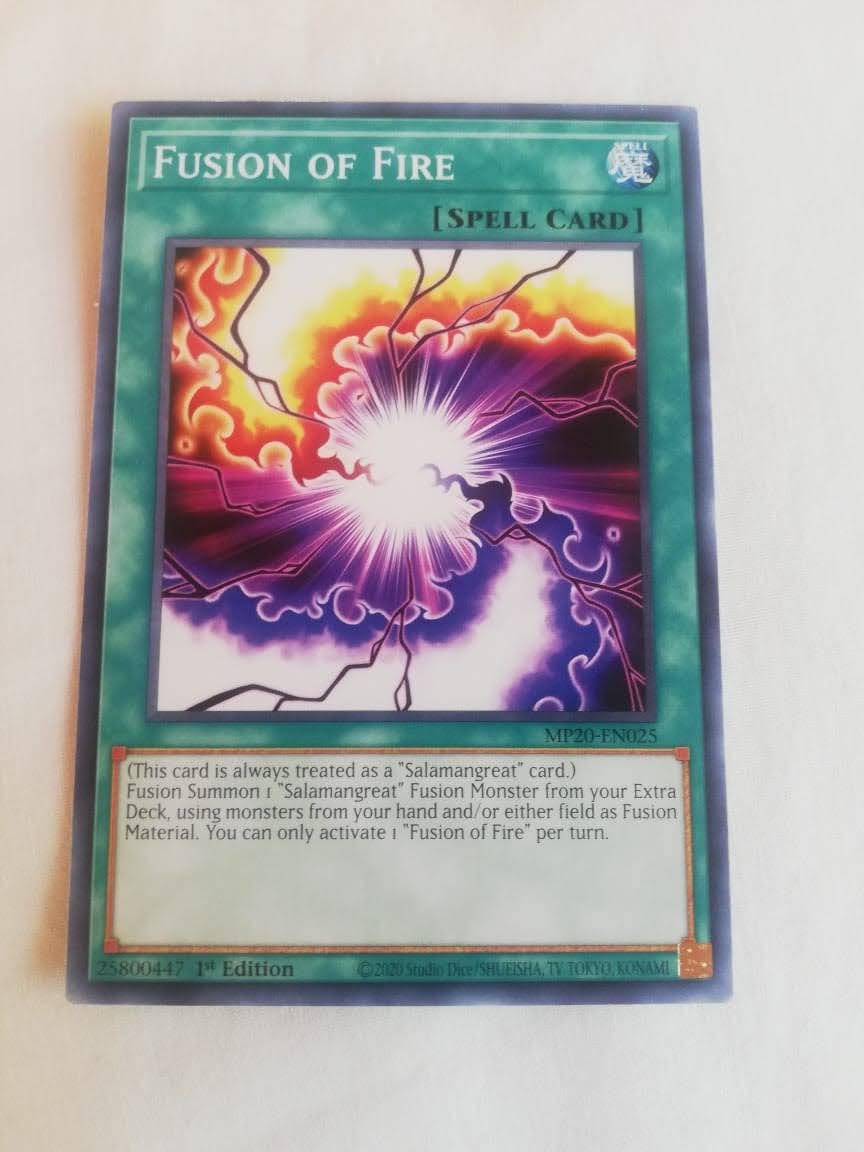 FUSION OF FIRE
SPELL
魔
[SPELL CARD]
MP20-EN025
(This card is always treated as a "Salamangreat" card.)
Fusion Summon 1 "Salamangreat" Fusion Monster from your Extra
Deck, using monsters from your hand and/or either field as Fusion
Material. You can only activate 1 "Fusion of Fire" per turn.
25800447 1st Edition ©2020 Studio Dice/SHUEISHA, TV TOKYO, KONAMI